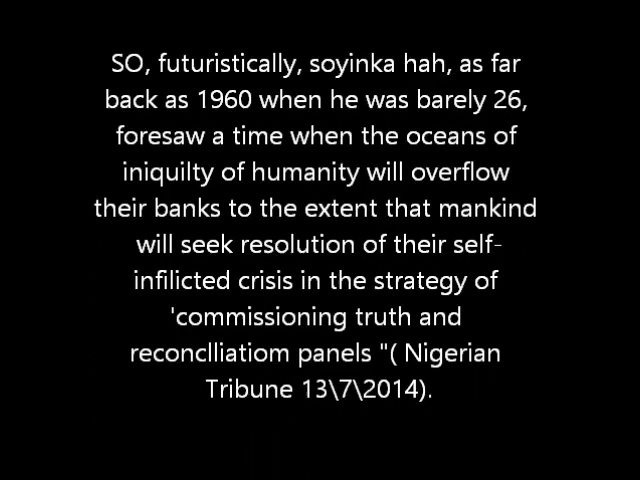 SO, futuristically, soyinka hah, as far
back as 1960 when he was barely 26,
foresaw a time when the oceans of
iniquilty of humanity will overflow
their banks to the extent that mankind
will seek resolution of their self-
infilicted crisis in the strategy of
'commissioning truth and
reconclliatiom panels "( Nigerian
Tribune 13\7\2014).